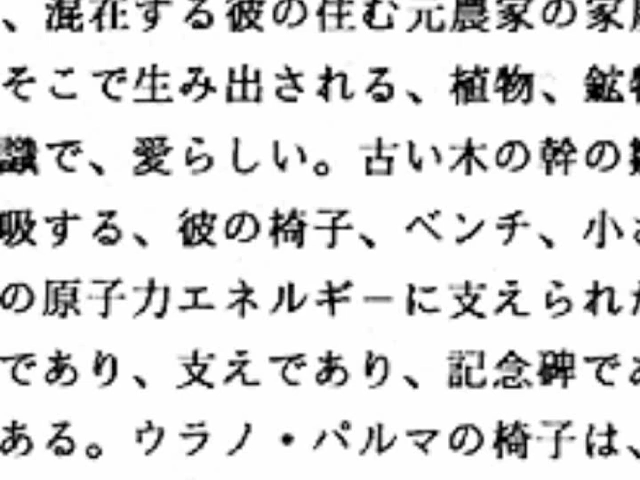 、混在する彼の住む元農家の家
そこで生み出される、植物、鉱
識で、愛らしい。古い木の幹の
吸する、彼の椅子、ベンチ、小さ
の原子力エネルギーに支えられ
であり、支えであり、記念碑であ
ある。ウラノ・パルマの椅子は、